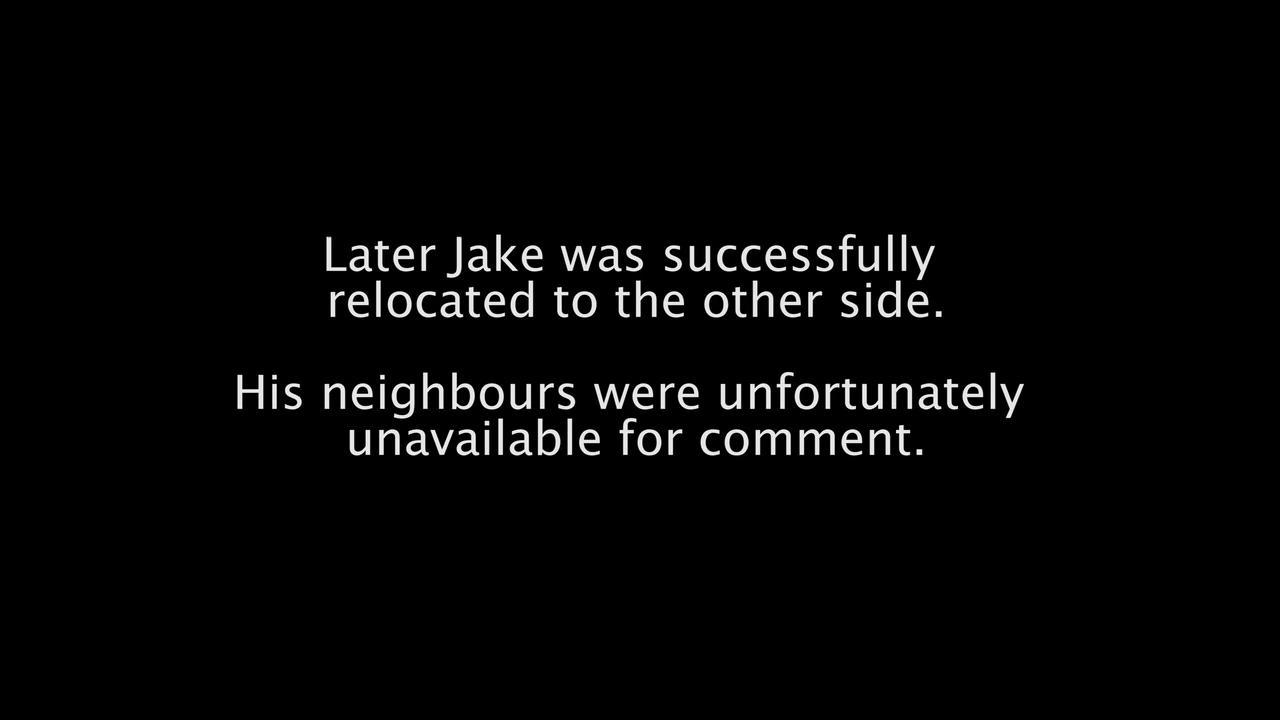 Later Jake was successfully
relocated to the other side.
His neighbours were unfortunately
unavailable for comment.